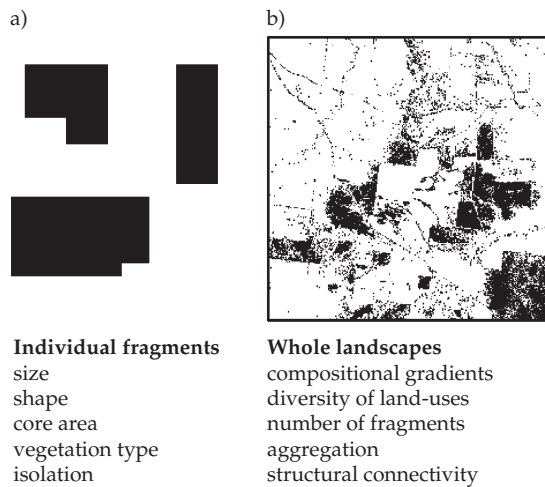 a)
b)
Individual fragments
size
shape
core area
vegetation type
isolation
Whole landscapes
compositional gradients
diversity of land-uses
number of fragments
aggregation
structural connectivity